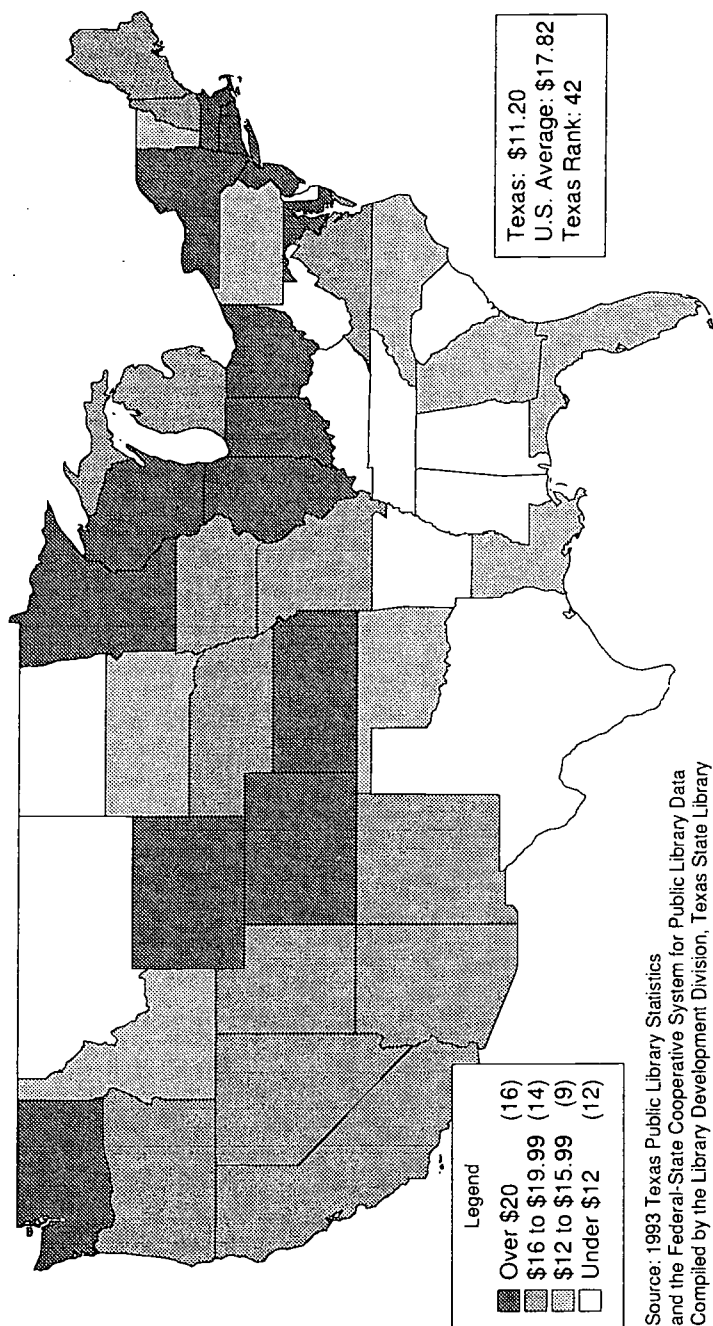 Texas: $11.20
U.S. Average: $17.82
Texas Rank: 42
Legend
Over $20 (16)
$16 to $19.99 (14)
$12 to $15.99 (9)
Under $12 (12)
Source: 1993 Texas Public Library Statistics
and the Federal-State Cooperative System for Public Library Data
Compiled by the Library Development Division, Texas State Library